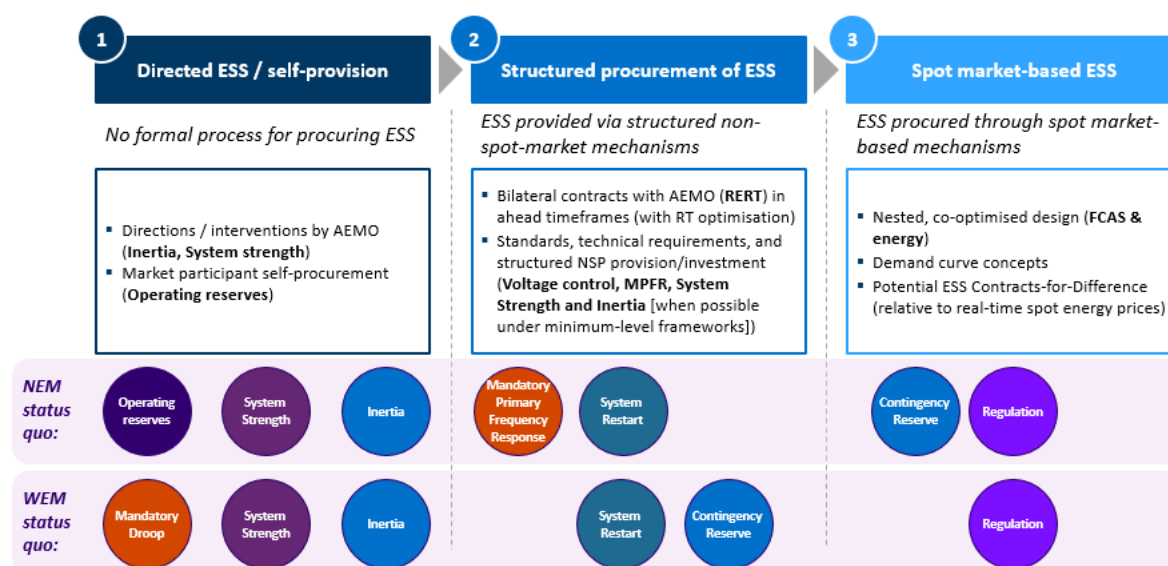 1
Directed ESS / self-provision
2
Structured procurement of ESS
3
Spot market-based ESS
No formal process for procuring ESS
ESS provided via structured non-
spot-market mechanisms
ESS procured through spot market-
based mechanisms
▪ Directions / interventions by AEMO
(Inertia, System strength)
▪ Market participant self-procurement
(Operating reserves)
▪ Bilateral contracts with AEMO (RERT) in
ahead timeframes (with RT optimisation)
▪ Standards, technical requirements, and
structured NSP provision/investment
(Voltage control, MPFR, System
Strength and Inertia [when possible
under minimum-level frameworks])
▪ Nested, co-optimised design (FCAS &
energy)
▪ Demand curve concepts
▪ Potential ESS Contracts-for-Difference
(relative to real-time spot energy prices)
NEM
status
quo:
Operating
reserves
System
Strength
Inertia
Mandatory
Primary
Frequency
Response
System
Restart
Contingency
Reserve
Regulation
WEM
status
quo:
Mandatory
Droop
System
Strength
Inertia
System
Restart
Contingency
Reserve
Regulation